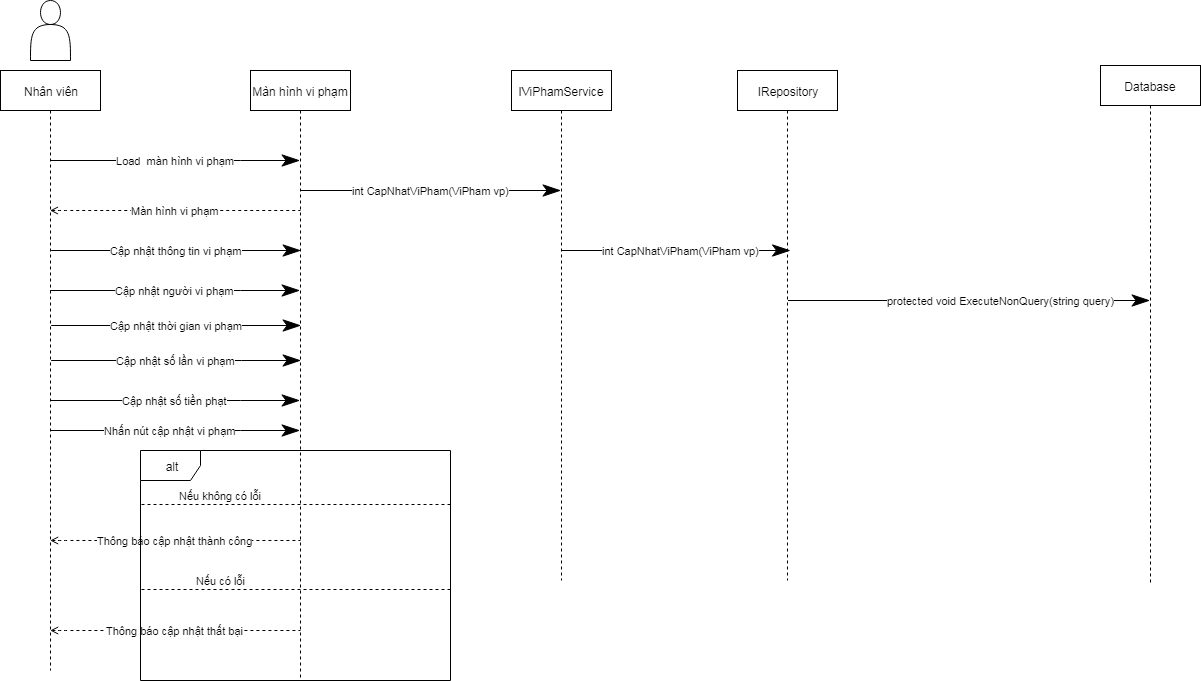 Nhân viên
Màn hình vi phạm
IViPhamService
IRepository
Database
Load màn hình vi phạm
int CapNhatViPham(ViPham vp)
Màn hình vi phạm
Cập nhật thông tin vi phạm
int CapNhatViPham(ViPham vp)
Cập nhật người vi phạm
protected void ExecuteNonQuery(string query)
Cập nhật thời gian vi phạm
Cập nhật số lần vi phạm
Cập nhật số tiền phạt
Nhấn nút cập nhật vi phạm
alt
Nếu không có lỗi
Thông báo cập nhật thành công
Nếu có lỗi
Thông báo cập nhật thất bại